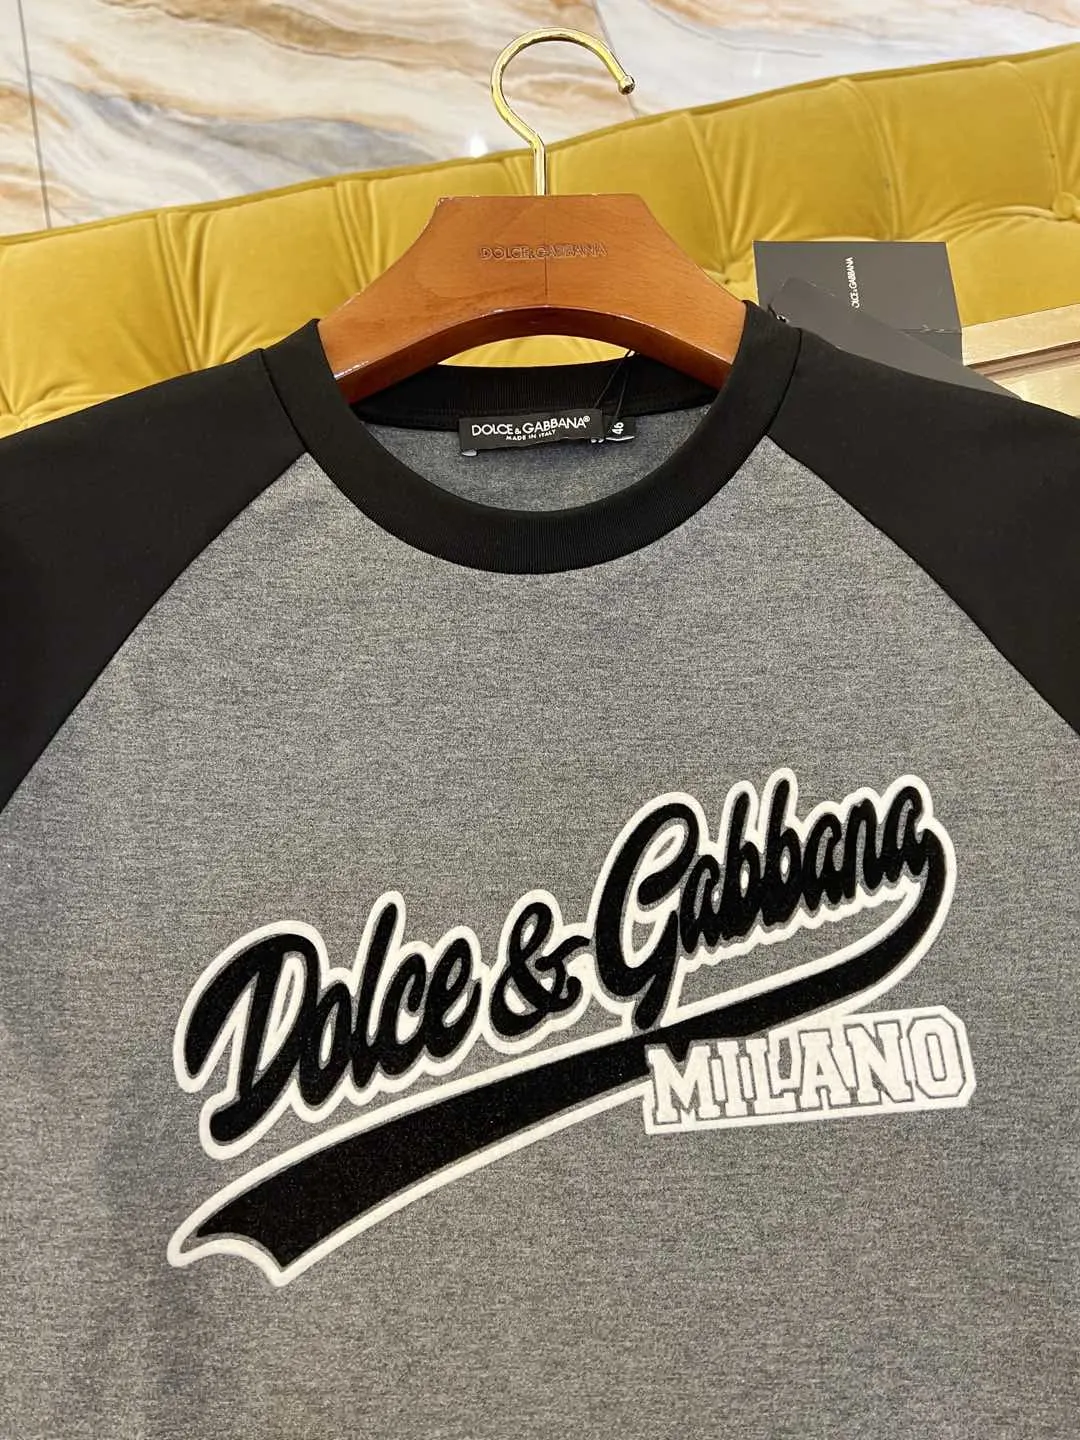 DOLCE&GABBANA
DOLCE&GABBANA
DOLCE&GABBANA®
MADE IN ITALY
46
Dolce & Gabbana
MILANO